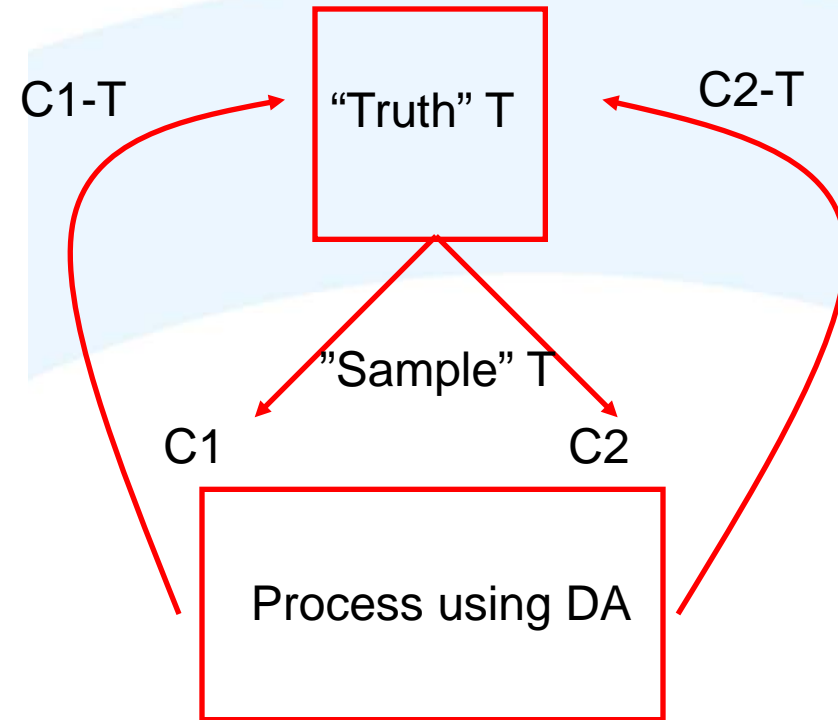 C1-T
“Truth” T
C2-T
”Sample” T
C1
C2
Process using DA